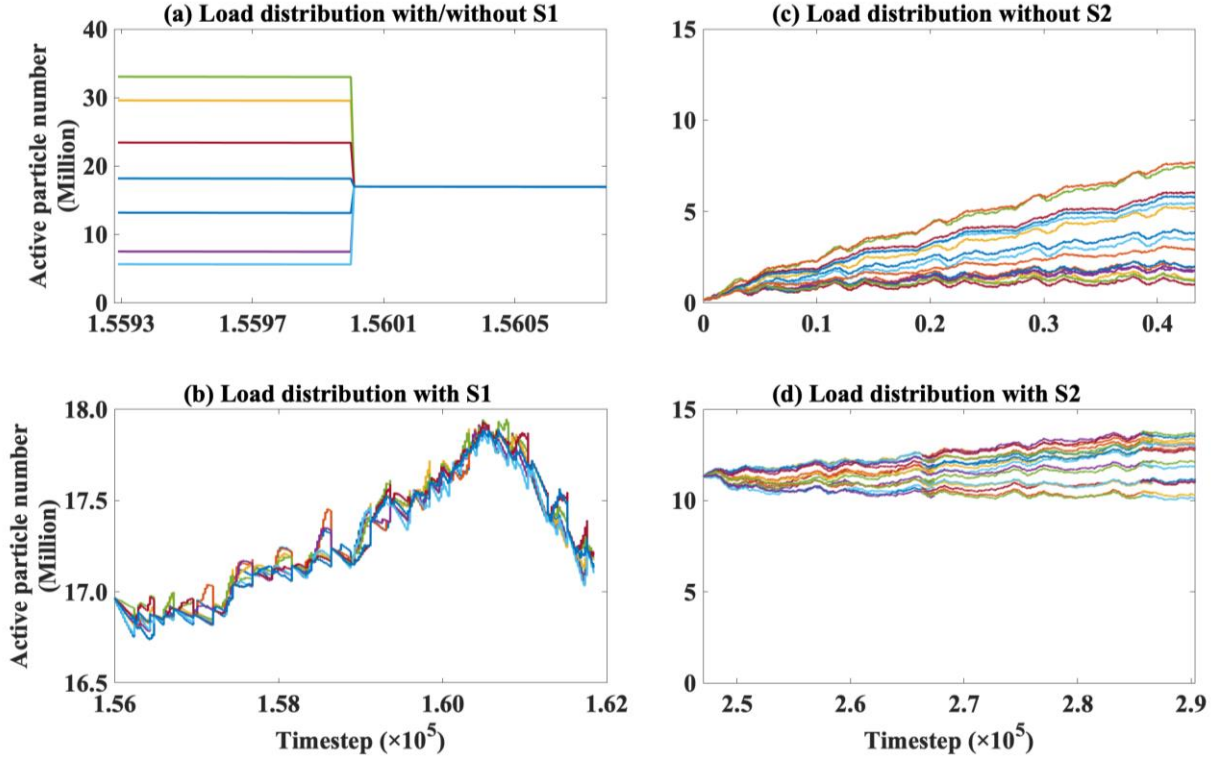 (a) Load distribution with/without S1
Active particle number
(Million)
40
30
20
10
0
1.5593 1.5597 1.5601 1.5605
(c) Load distribution without S2
15
10
5
0
0 0.1 0.2 0.3 0.4
(b) Load distribution with S1
Active particle number
(Million)
18.0
17.5
17.0
16.5
1.56 1.58 1.60 1.62
Timestep (×10⁵)
(d) Load distribution with S2
15
10
5
0
2.5 2.6 2.7 2.8 2.9
Timestep (×10⁵)